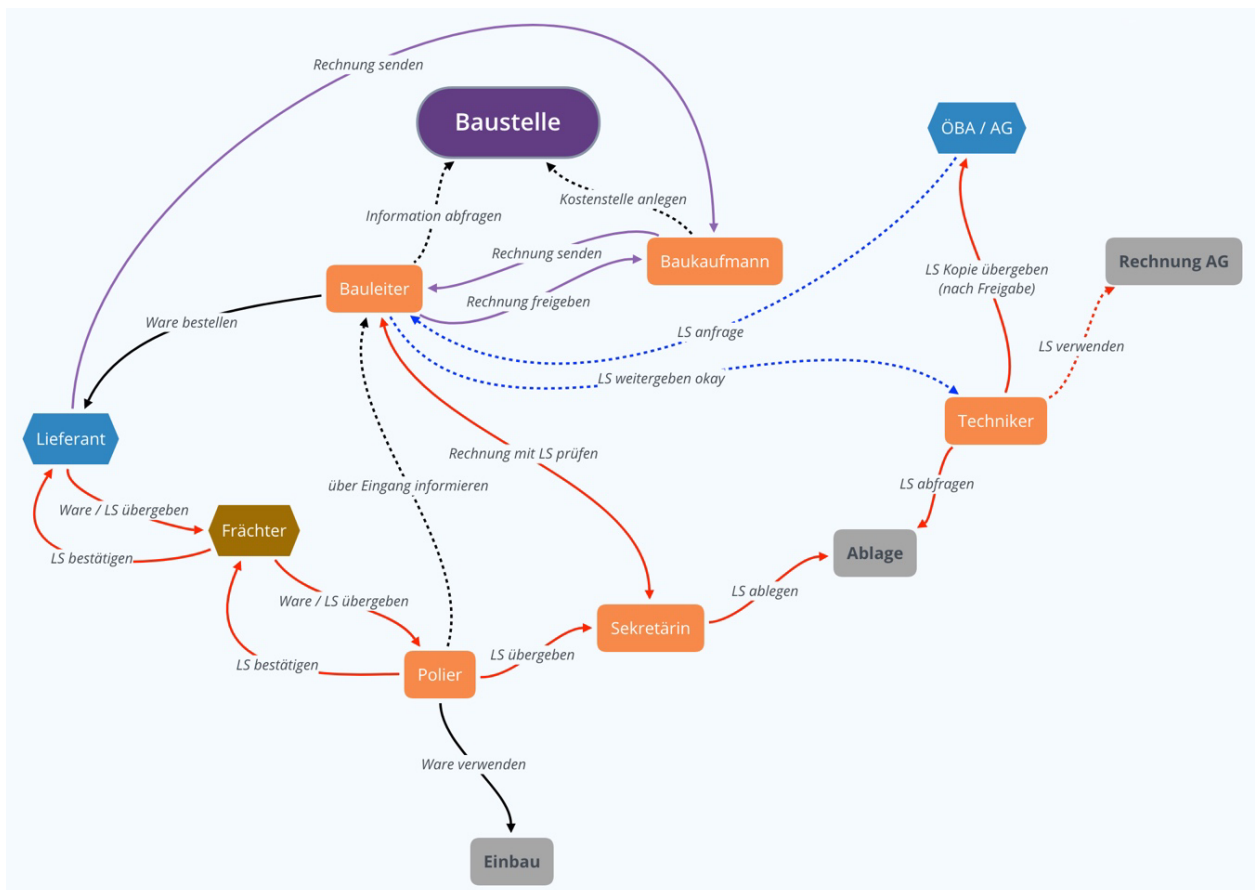 Rechnung senden
Baustelle
ÖBA / AG
Kostenstelle anlegen
Information abfragen
Rechnung senden
Baukaufmann
LS Kopie übergeben
(nach Freigabe)
Rechnung AG
Bauleiter
Rechnung freigeben
Ware bestellen
LS anfrage
LS verwenden
LS weitergeben okay
Techniker
Lieferant
Rechnung mit LS prüfen
über Eingang informieren
LS abfragen
Ware / LS übergeben
Frächter
LS bestätigen
Ablage
Ware / LS übergeben
LS ablegen
Sekretärin
LS übergeben
LS bestätigen
Polier
Ware verwenden
Einbau